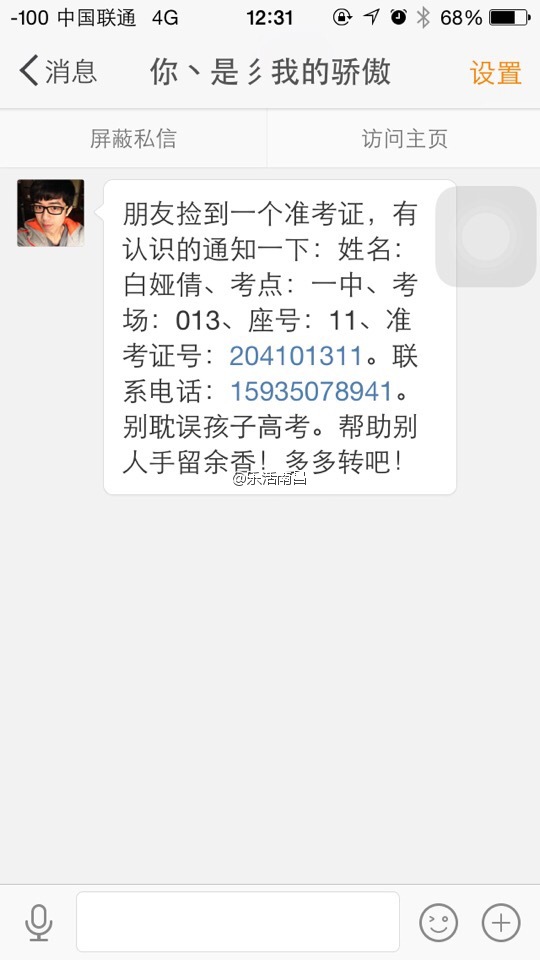 -100 中国联通 4G 12:31 68%
消息 你丶是彡我的骄傲 设置
屏蔽私信 访问主页
朋友捡到一个准考证，有
认识的通知一下：姓名：
白娅倩、考点：一中、考
场：013、座号：11、准
考证号：204101311。联
系电话：15935078941。
别耽误孩子高考。帮助别
人手留余香！多多转吧！
@乐活南昌